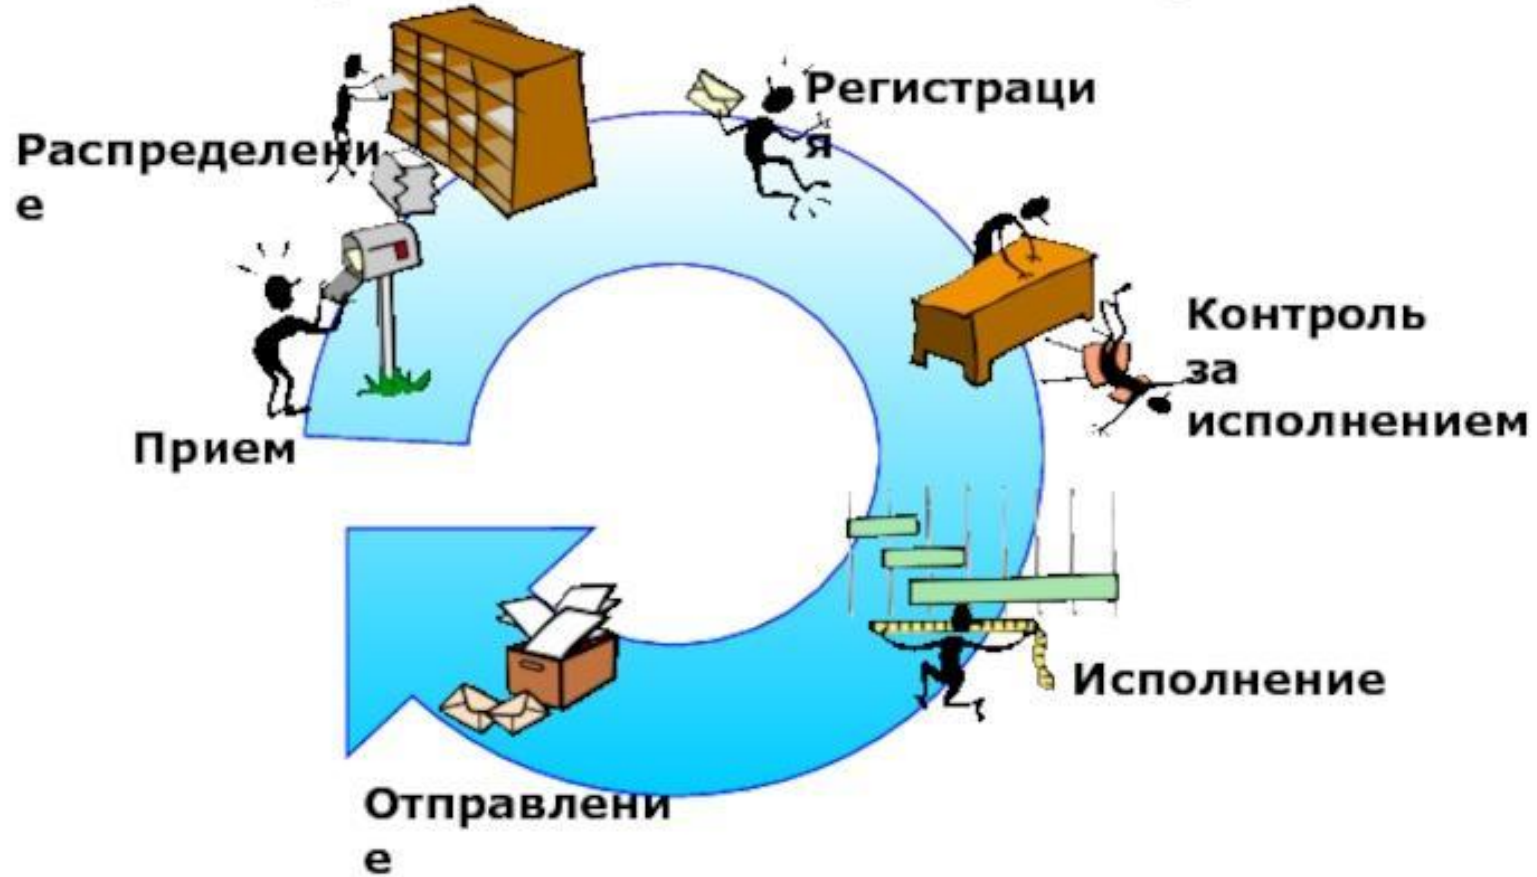 Регистраци
я
Распределени
е
Контроль
за
исполнением
Прием
Исполнение
Отправлени
е